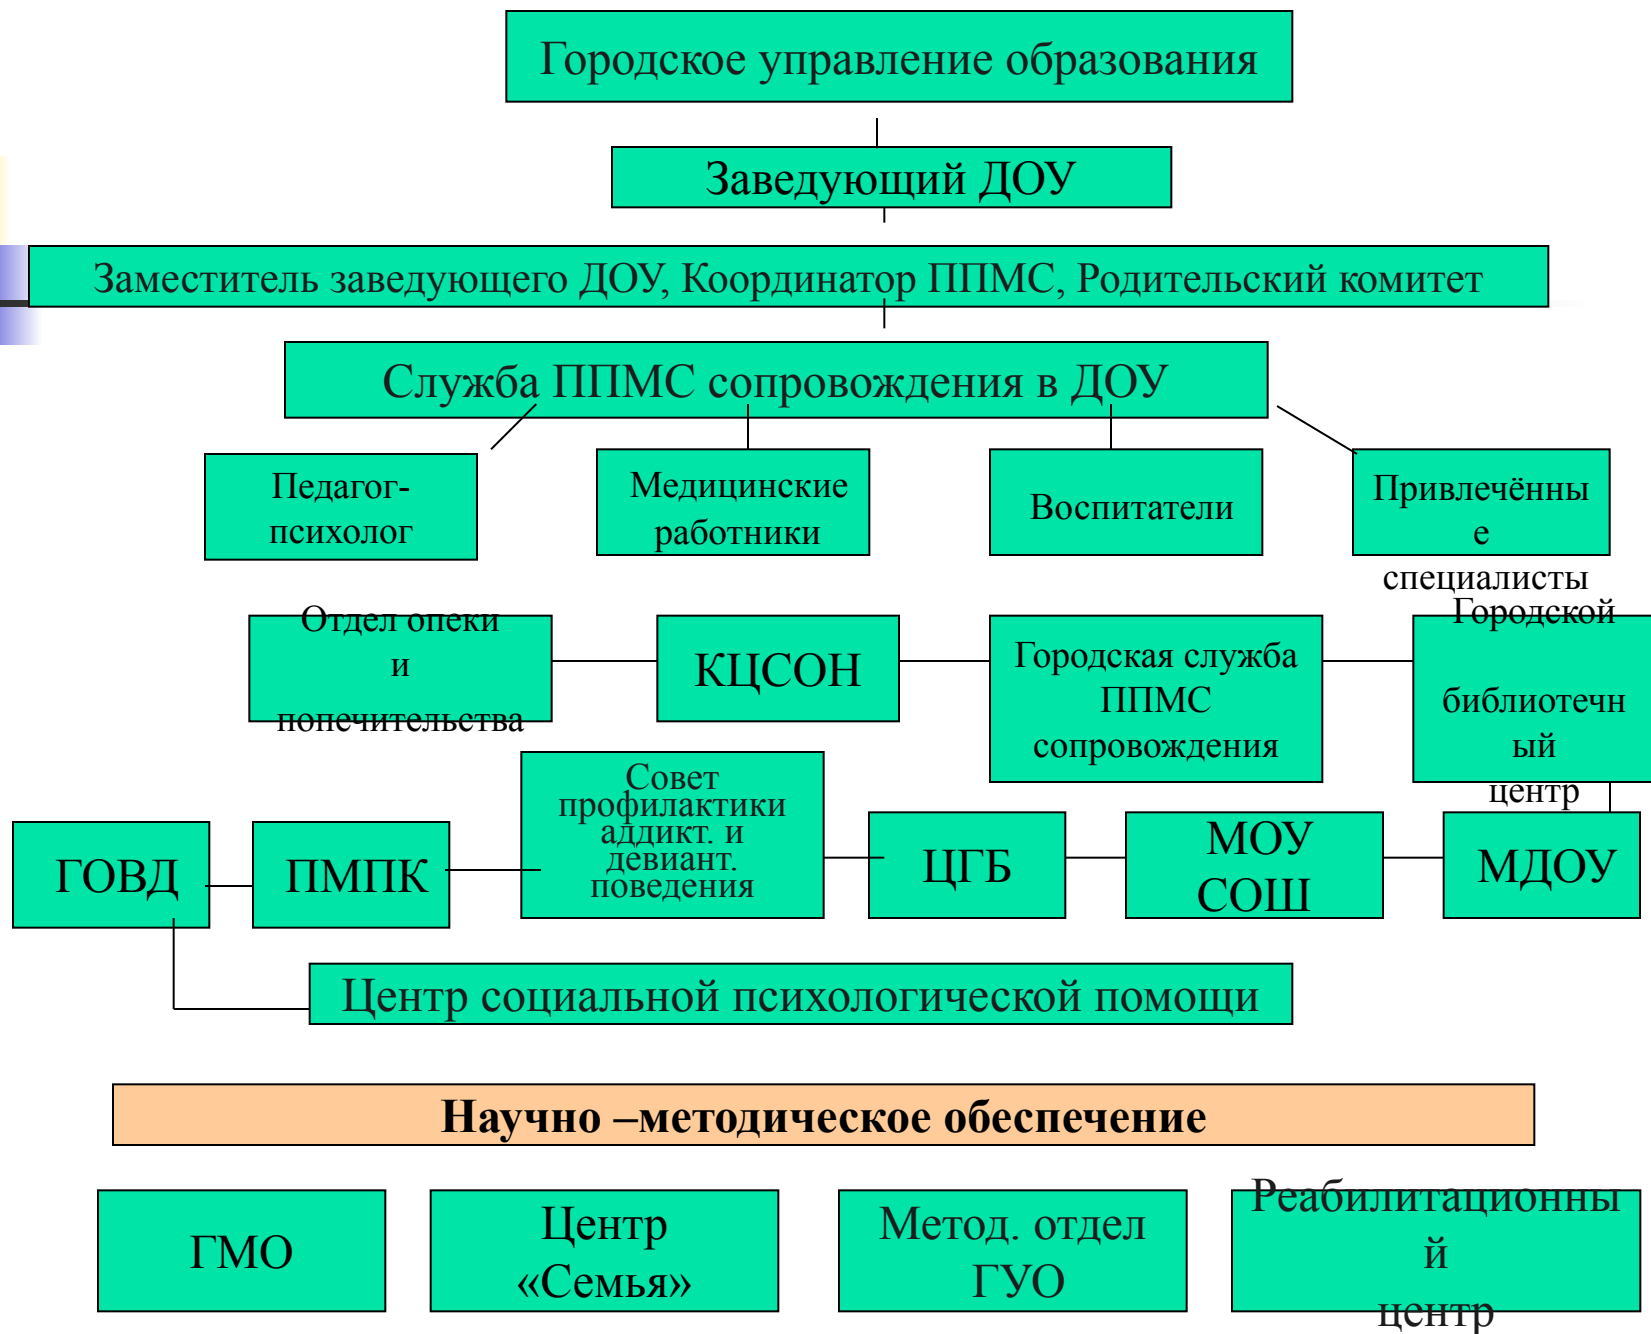 Городское управление образования
Заведующий ДОУ
Заместитель заведующего ДОУ, Координатор ППМС, Родительский комитет
Служба ППМС сопровождения в ДОУ
Педагог-
психолог
Медицинские
работники
Воспитатели
Привлечённы
е
специалисты
Отдел опеки
и
попечительства
КЦСОН
Городская служба
ППМС
сопровождения
Городской
библиотечн
ый
центр
ГОВД
ПМПК
Совет
профилактики
аддикт. и
девиант.
поведения
ЦГБ
МОУ
СОШ
МДОУ
Центр социальной психологической помощи
Научно –методическое обеспечение
ГМО
Центр
«Семья»
Метод. отдел
ГУО
Реабилитационны
й
центр